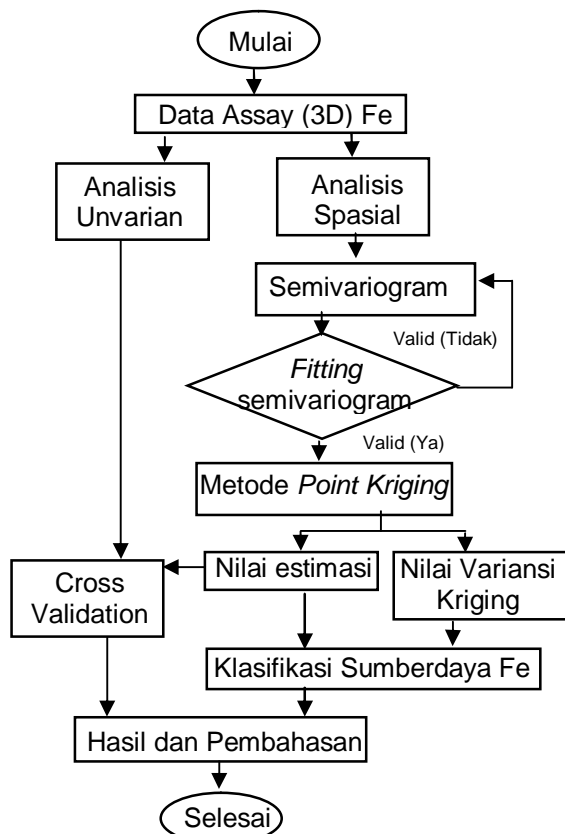 Mulai
Data Assay (3D) Fe
Analisis
Unvarian
Analisis
Spasial
Semivariogram
Valid (Tidak)
Fitting
semivariogram
Valid (Ya)
Metode Point Kriging
Nilai estimasi
Nilai Variansi
Kriging
Cross
Validation
Klasifikasi Sumberdaya Fe
Hasil dan Pembahasan
Selesai